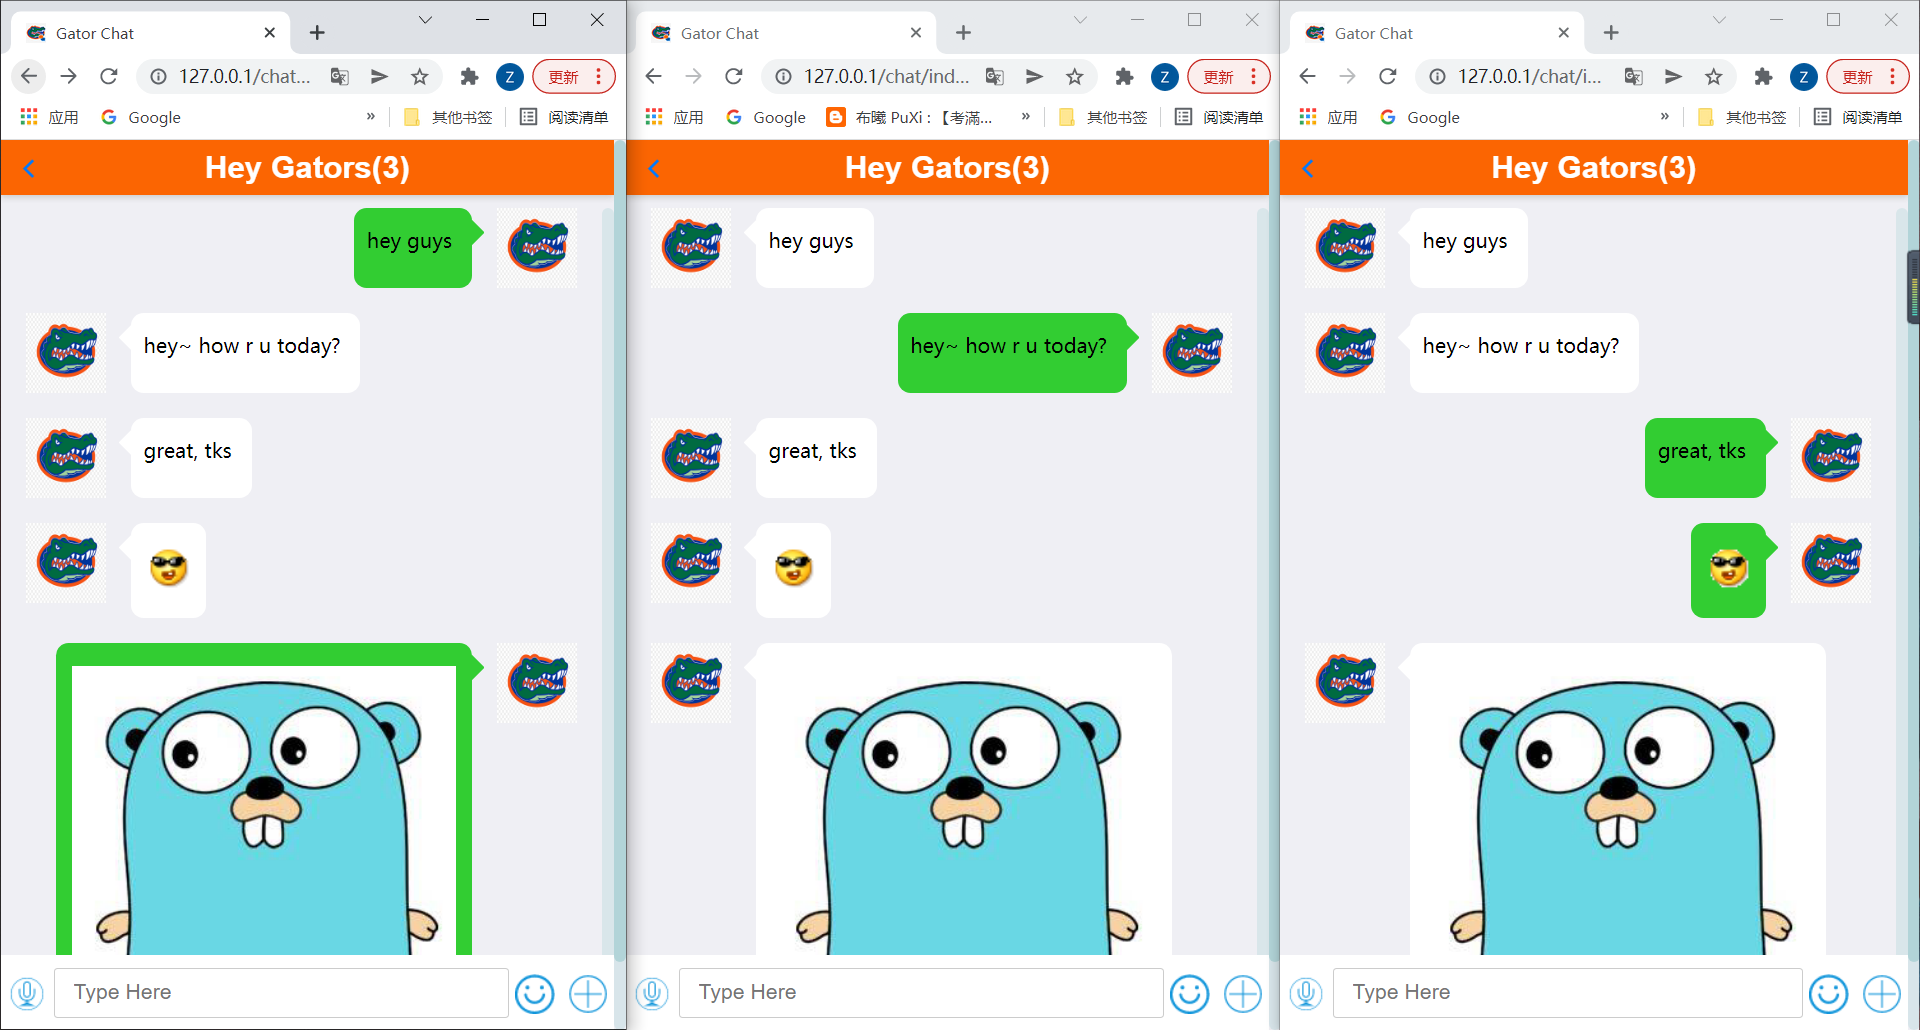 Gator Chat
127.0.0.1/chat...
Z
更新
应用
Google
»
其他书签
阅读清单
Hey Gators(3)
hey guys
hey~ how r u today?
great, tks
Type Here
Gator Chat
127.0.0.1/chat/ind...
Z
更新
应用
Google
布曦 PuXi :【考滿...
»
其他书签
阅读清单
Hey Gators(3)
hey guys
hey~ how r u today?
great, tks
Type Here
Gator Chat
127.0.0.1/chat/i...
Z
更新
应用
Google
»
其他书签
阅读清单
Hey Gators(3)
hey guys
hey~ how r u today?
great, tks
Type Here